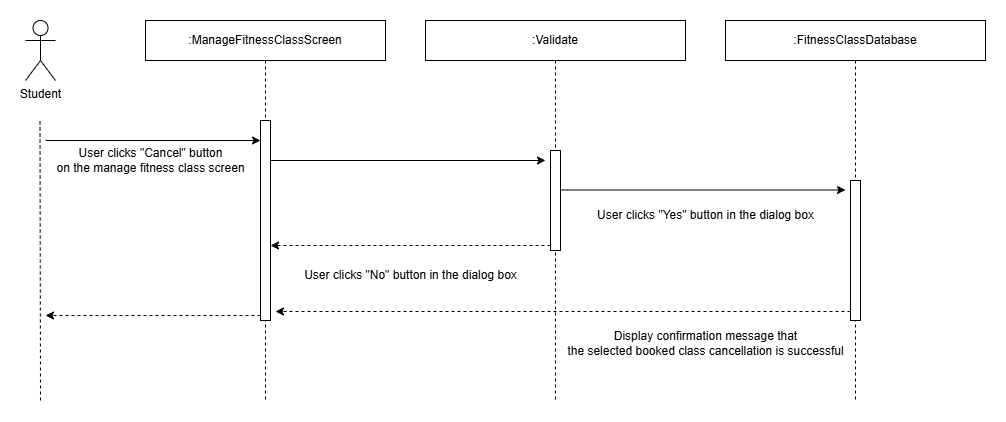 :ManageFitnessClassScreen
:Validate
:FitnessClassDatabase
Student
User clicks "Cancel" button
on the manage fitness class screen
User clicks "Yes" button in the dialog box
User clicks "No" button in the dialog box
Display confirmation message that
the selected booked class cancellation is successful